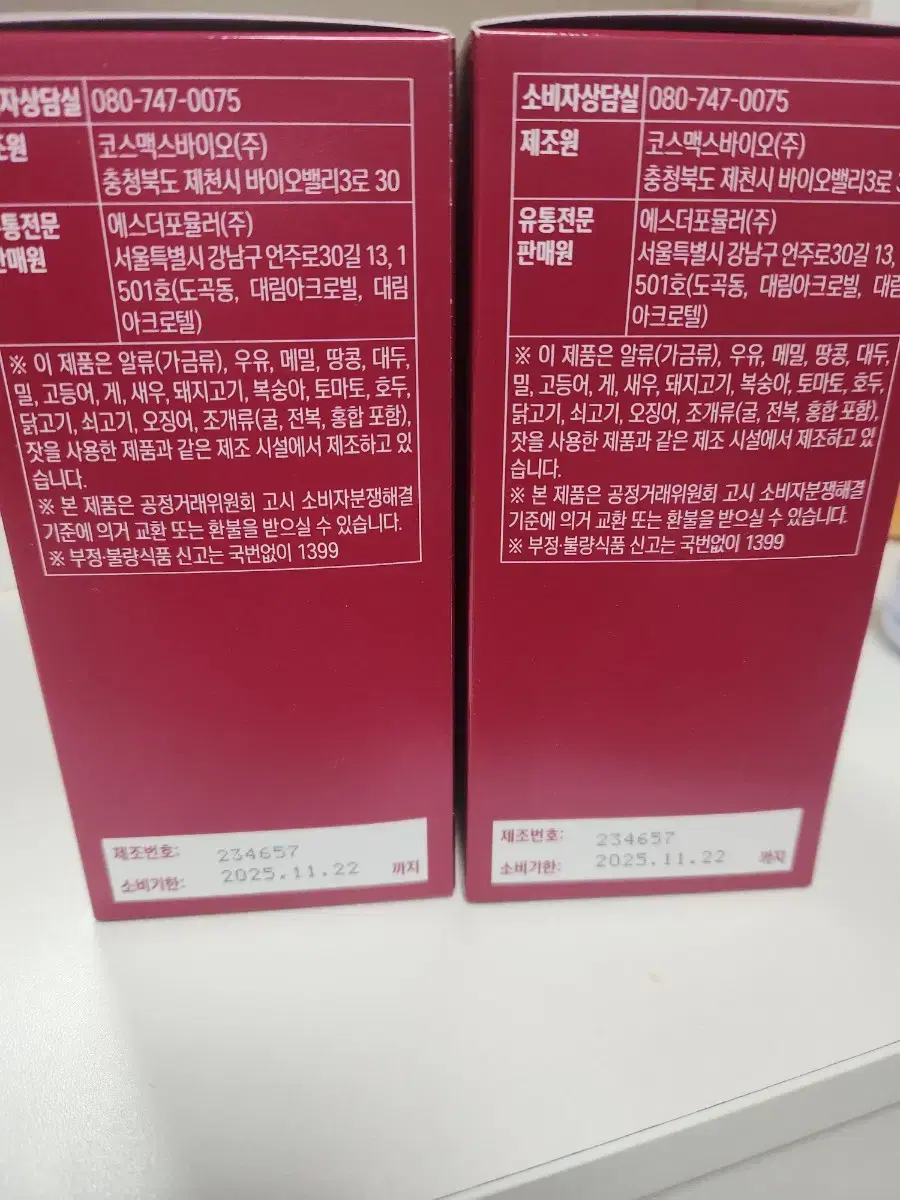 자상담실 080-747-0075
조원 코스맥스바이오(주)
충청북도 제천시 바이오밸리3로 30
통전문 에스더포뮬러(주)
판매원 서울특별시 강남구 언주로30길 13, 1
501호(도곡동, 대림아크로빌, 대림
아크로텔)
※ 이 제품은 알류(가금류), 우유, 메밀, 땅콩, 대두,
밀, 고등어, 게, 새우, 돼지고기, 복숭아, 토마토, 호두,
닭고기, 쇠고기, 오징어, 조개류(굴, 전복, 홍합 포함),
잣을 사용한 제품과 같은 제조 시설에서 제조하고 있
습니다.
※ 본 제품은 공정거래위원회 고시 소비자분쟁해결
기준에 의거 교환 또는 환불을 받으실 수 있습니다.
※ 부정·불량식품 신고는 국번없이 1399
제조번호: 234657
소비기한: 2025.11.22 까지
소비자상담실 080-747-0075
제조원 코스맥스바이오(주)
충청북도 제천시 바이오밸리3로
유통전문 에스더포뮬러(주)
판매원 서울특별시 강남구 언주로30길 13,
501호(도곡동, 대림아크로빌, 대림
아크로텔)
※ 이 제품은 알류(가금류), 우유, 메밀, 땅콩, 대두,
밀, 고등어, 게, 새우, 돼지고기, 복숭아, 토마토, 호두,
닭고기, 쇠고기, 오징어, 조개류(굴, 전복, 홍합 포함),
잣을 사용한 제품과 같은 제조 시설에서 제조하고 있
습니다.
※ 본 제품은 공정거래위원회 고시 소비자분쟁해결
기준에 의거 교환 또는 환불을 받으실 수 있습니다.
※ 부정·불량식품 신고는 국번없이 1399
제조번호: 234657
소비기한: 2025.11.22 까지